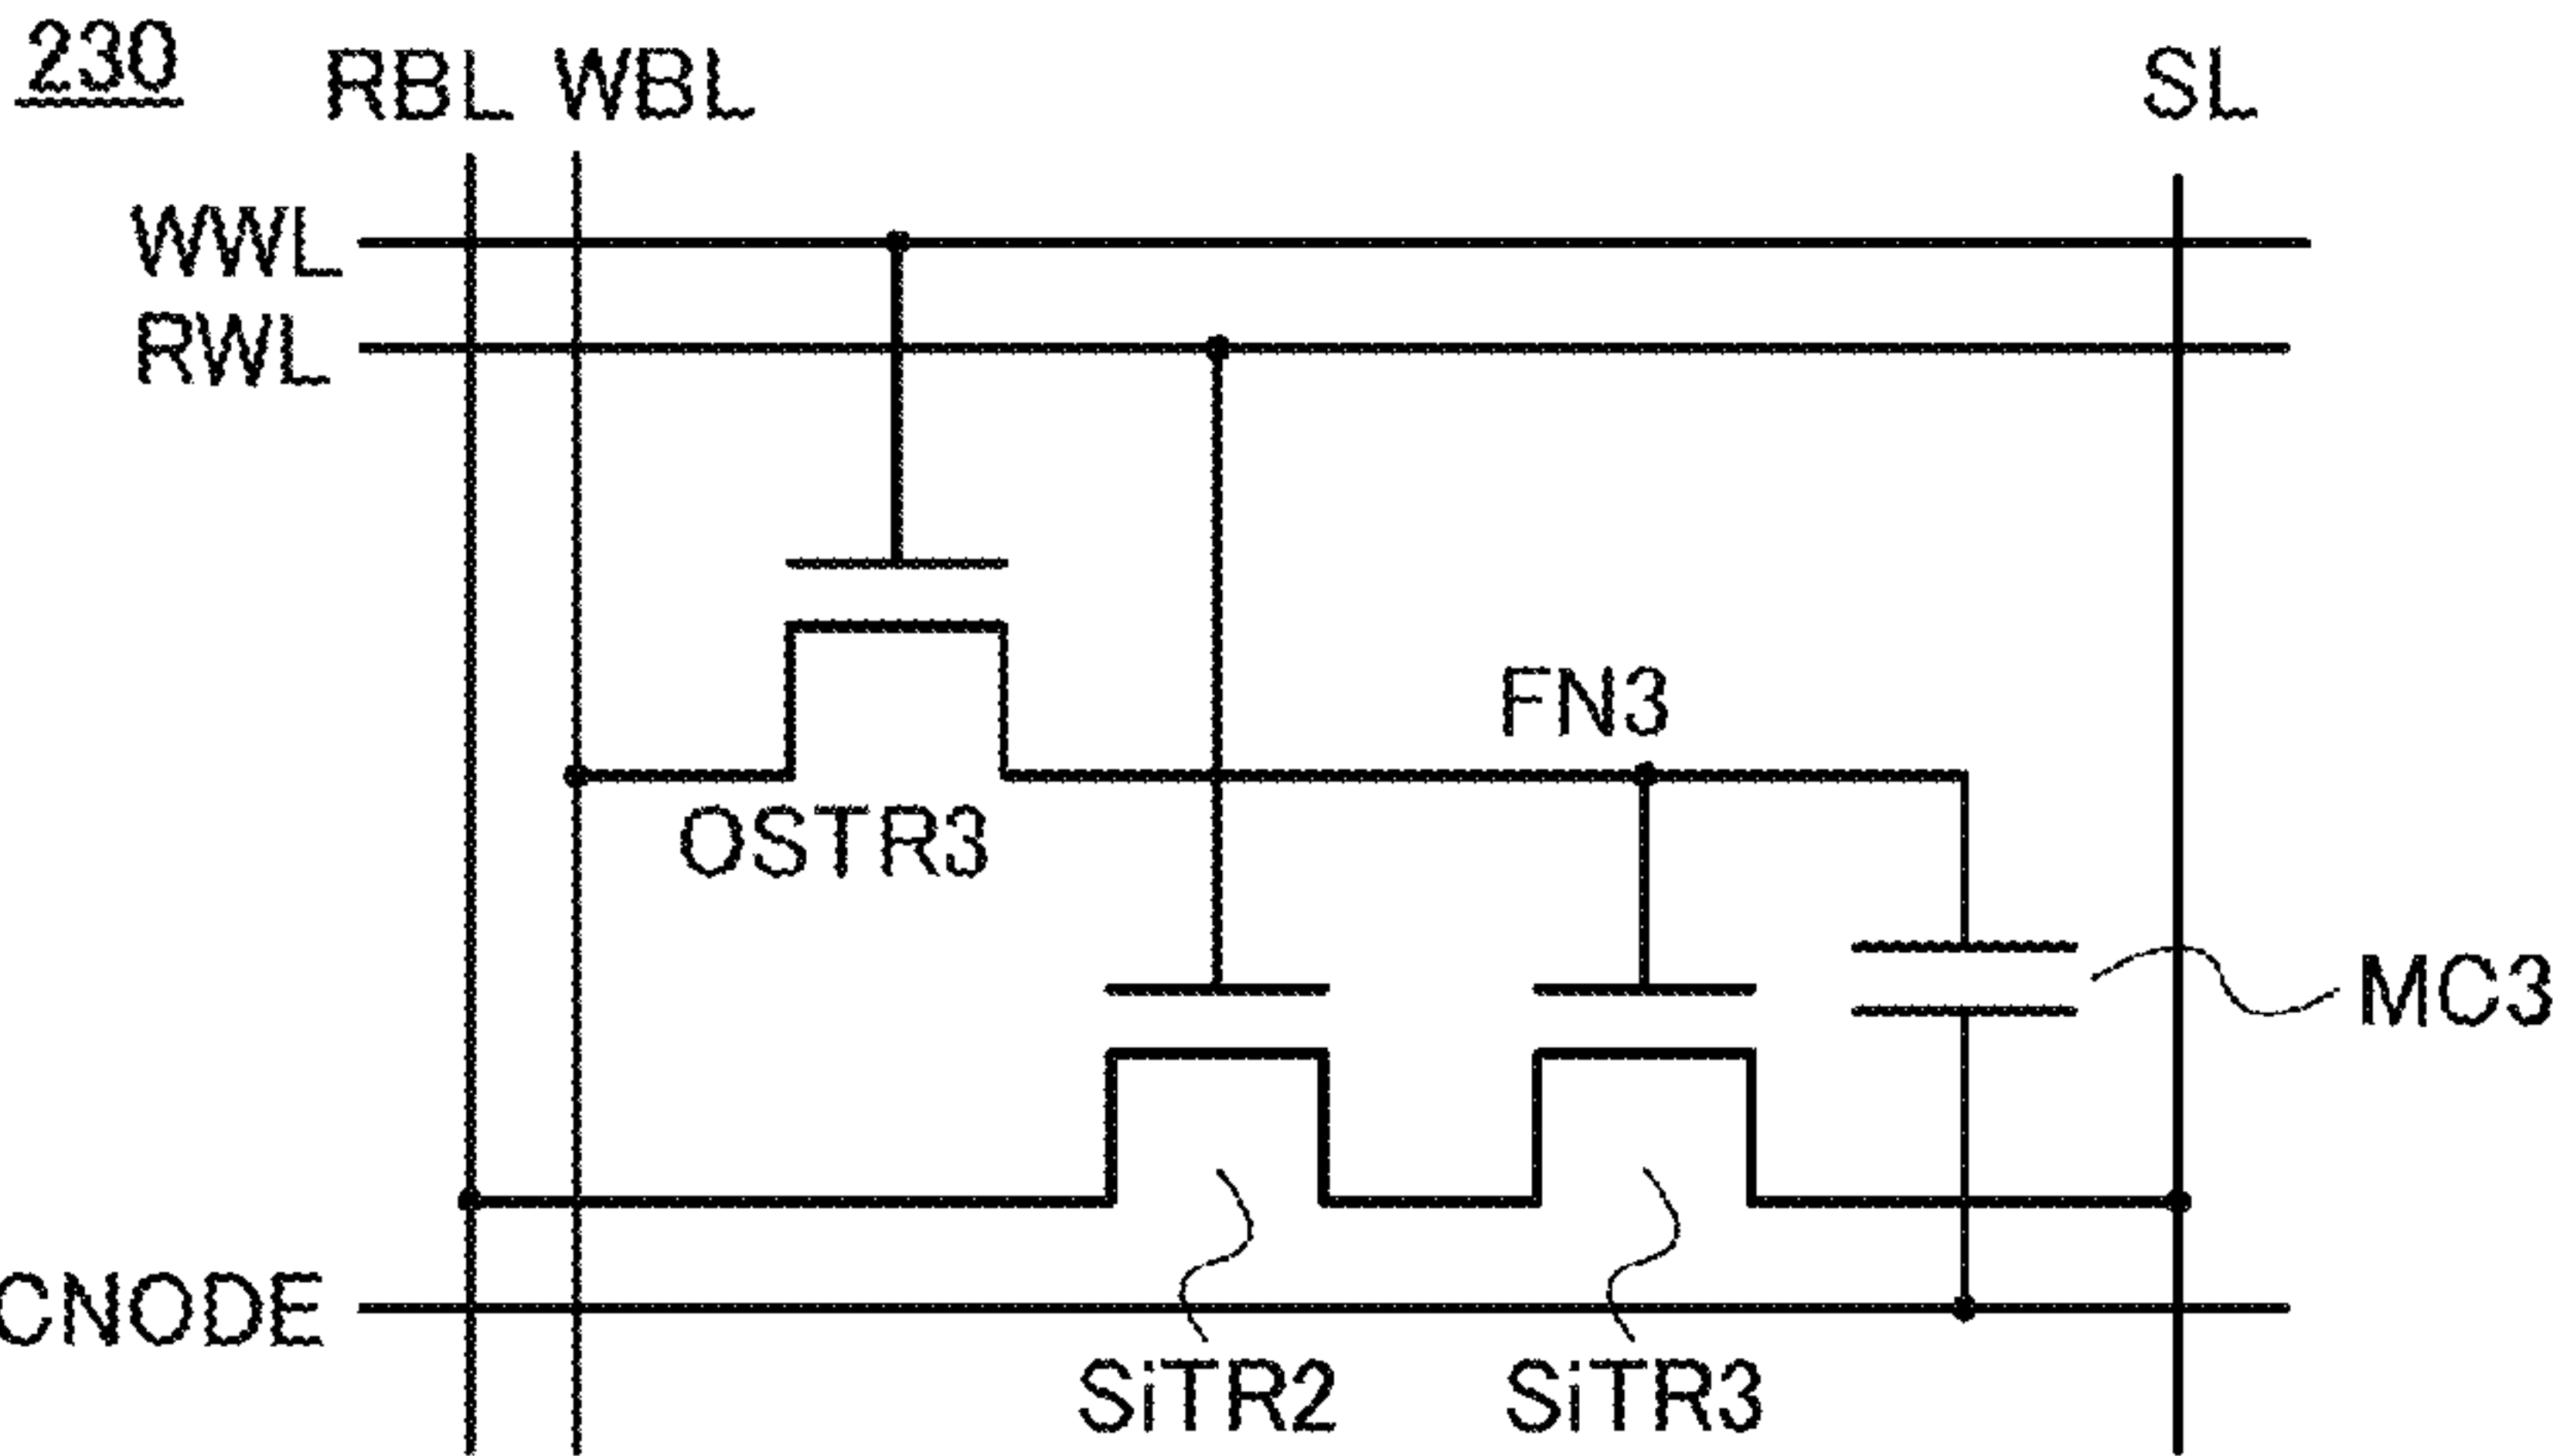 230 RBL WBL SL
WWL
RWL
FN3
OSTR3
MC3
CNODE
SiTR2 SiTR3